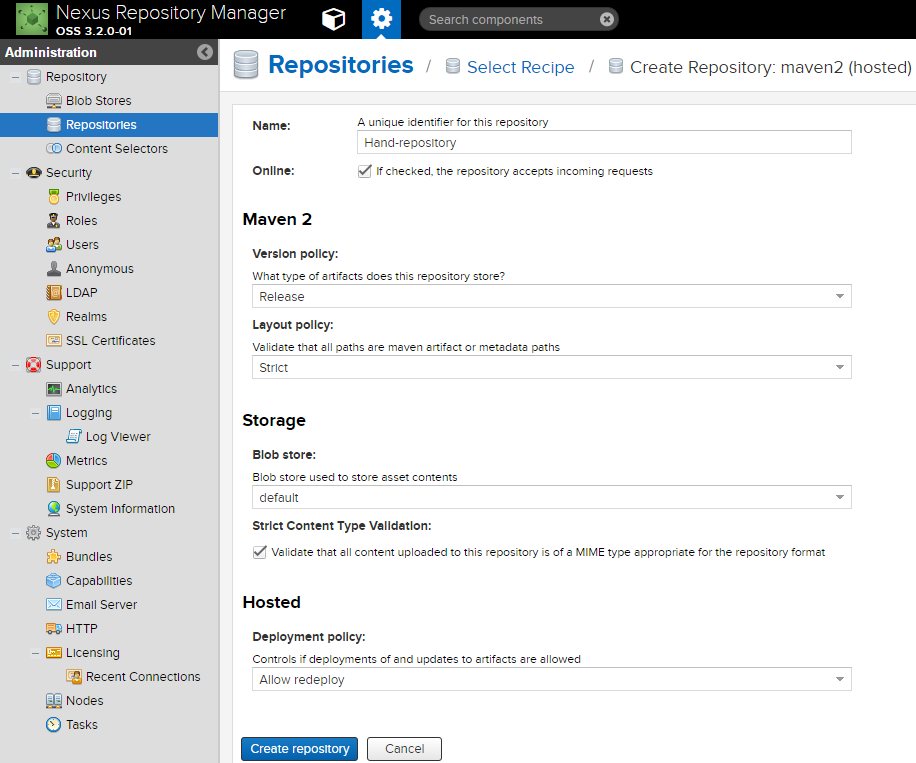 Nexus Repository Manager
OSS 3.2.0-01
Search components
Administration
Repository
Blob Stores
Repositories
Content Selectors
Security
Privileges
Roles
Users
Anonymous
LDAP
Realms
SSL Certificates
Support
Analytics
Logging
Log Viewer
Metrics
Support ZIP
System Information
System
Bundles
Capabilities
Email Server
HTTP
Licensing
Recent Connections
Nodes
Tasks
Repositories / Select Recipe / Create Repository: maven2 (hosted)
Name:
A unique identifier for this repository
Hand-repository
Online:
If checked, the repository accepts incoming requests
Maven 2
Version policy:
What type of artifacts does this repository store?
Release
Layout policy:
Validate that all paths are maven artifact or metadata paths
Strict
Storage
Blob store:
Blob store used to store asset contents
default
Strict Content Type Validation:
Validate that all content uploaded to this repository is of a MIME type appropriate for the repository format
Hosted
Deployment policy:
Controls if deployments of and updates to artifacts are allowed
Allow redeploy
Create repository
Cancel